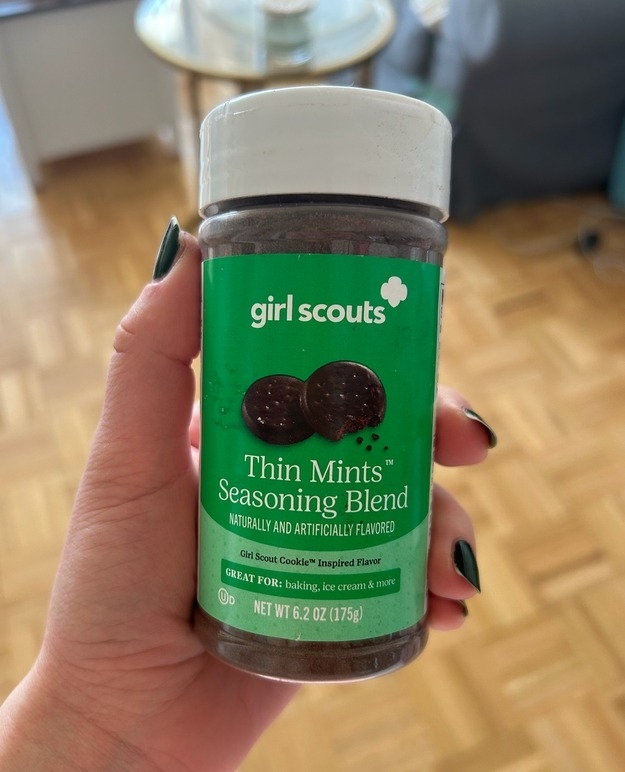 girl scouts
Thin Mints™
Seasoning Blend
NATURALLY AND ARTIFICIALLY FLAVORED
Girl Scout Cookie™ Inspired Flavor
GREAT FOR: baking, ice cream & more
UD NET WT 6.2 OZ (175g)